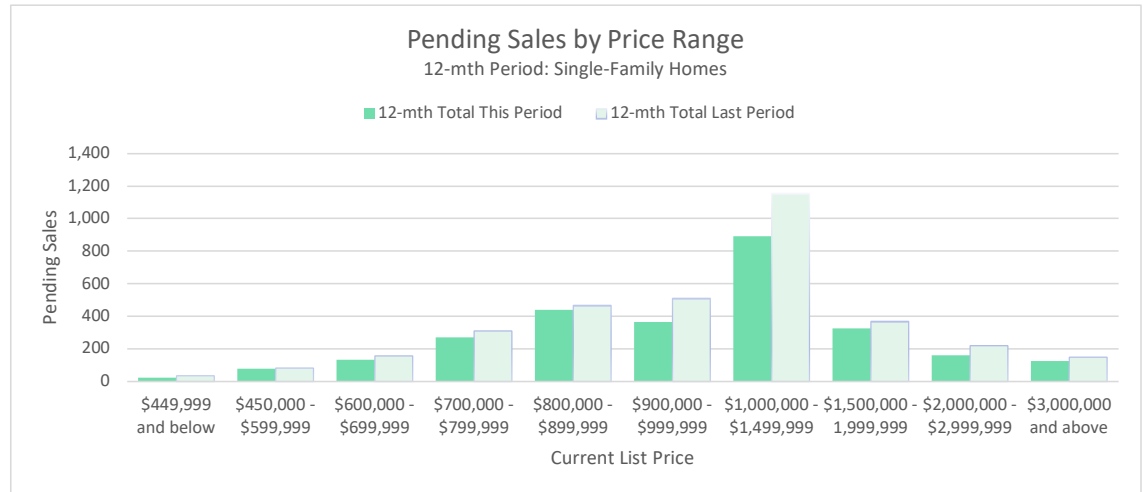 Pending Sales by Price Range
12-mth Period: Single-Family Homes
12-mth Total This Period 12-mth Total Last Period
1,400
1,200
1,000
800
600
400
200
0
Pending Sales
$449,999 and below
$450,000 - $599,999
$600,000 - $699,999
$700,000 - $799,999
$800,000 - $899,999
$900,000 - $999,999
$1,000,000 - $1,499,999
$1,500,000 - 1,999,999
$2,000,000 - $2,999,999
$3,000,000 and above
Current List Price